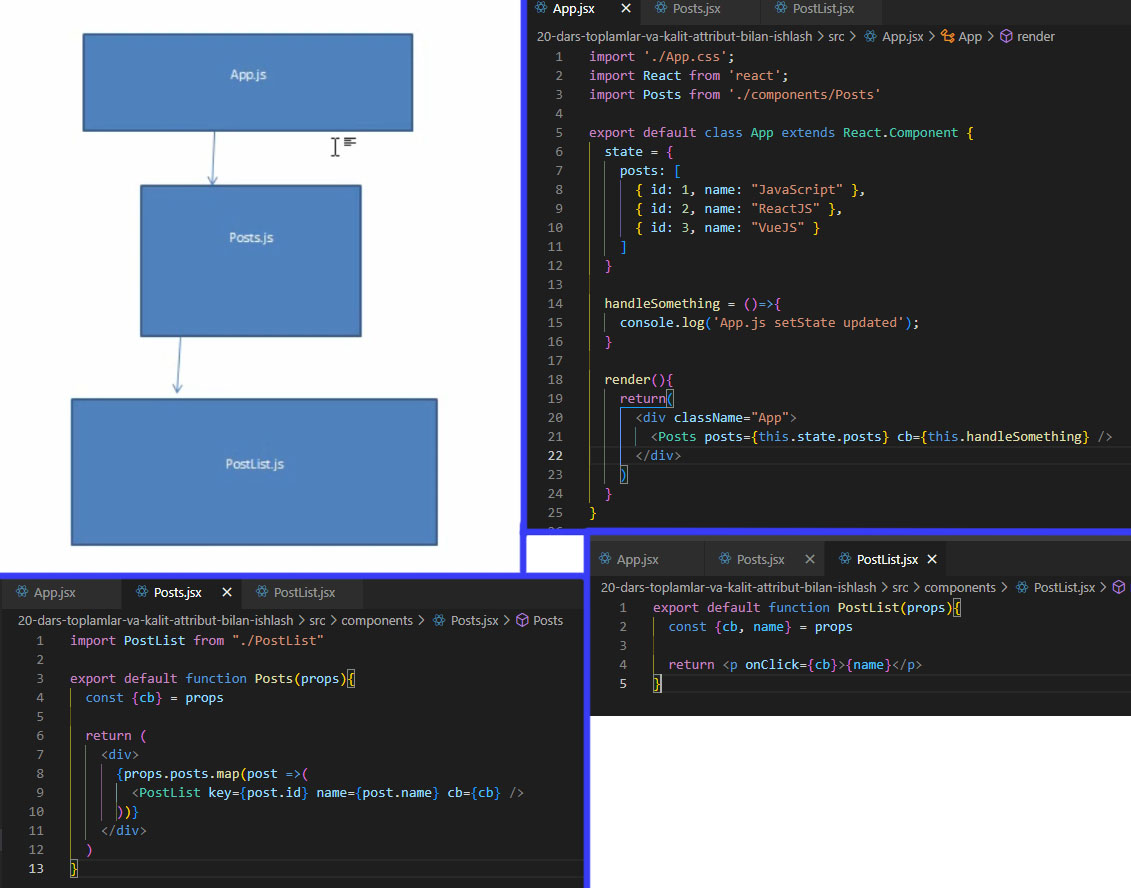 App.js
Posts.js
PostList.js
App.jsx Posts.jsx PostList.jsx
20-dars-toplamlar-va-kalit-attribut-bilan-ishlash > src > App.jsx > App > render
1 import './App.css';
2 import React from 'react';
3 import Posts from './components/Posts'
4
5 export default class App extends React.Component {
6 state = {
7 posts: [
8 { id: 1, name: "JavaScript" },
9 { id: 2, name: "ReactJS" },
10 { id: 3, name: "VueJS" }
11 ]
12 }
13
14 handleSomething = ()=>{
15 console.log('App.js setState updated');
16 }
17
18 render(){
19 return(
20 <div className="App">
21 <Posts posts={this.state.posts} cb={this.handleSomething} />
22 </div>
23 )
24 }
25 }
App.jsx Posts.jsx PostList.jsx
20-dars-toplamlar-va-kalit-attribut-bilan-ishlash > src > components > Posts.jsx > Posts
1 import PostList from "./PostList"
2
3 export default function Posts(props){
4 const {cb} = props
5
6 return (
7 <div>
8 {props.posts.map(post =>(
9 <PostList key={post.id} name={post.name} cb={cb} />
10 ))}
11 </div>
12 )
13 }
App.jsx Posts.jsx PostList.jsx
20-dars-toplamlar-va-kalit-attribut-bilan-ishlash > src > components > PostList.jsx >
1 export default function PostList(props){
2 const {cb, name} = props
3
4 return <p onClick={cb}>{name}</p>
5 }